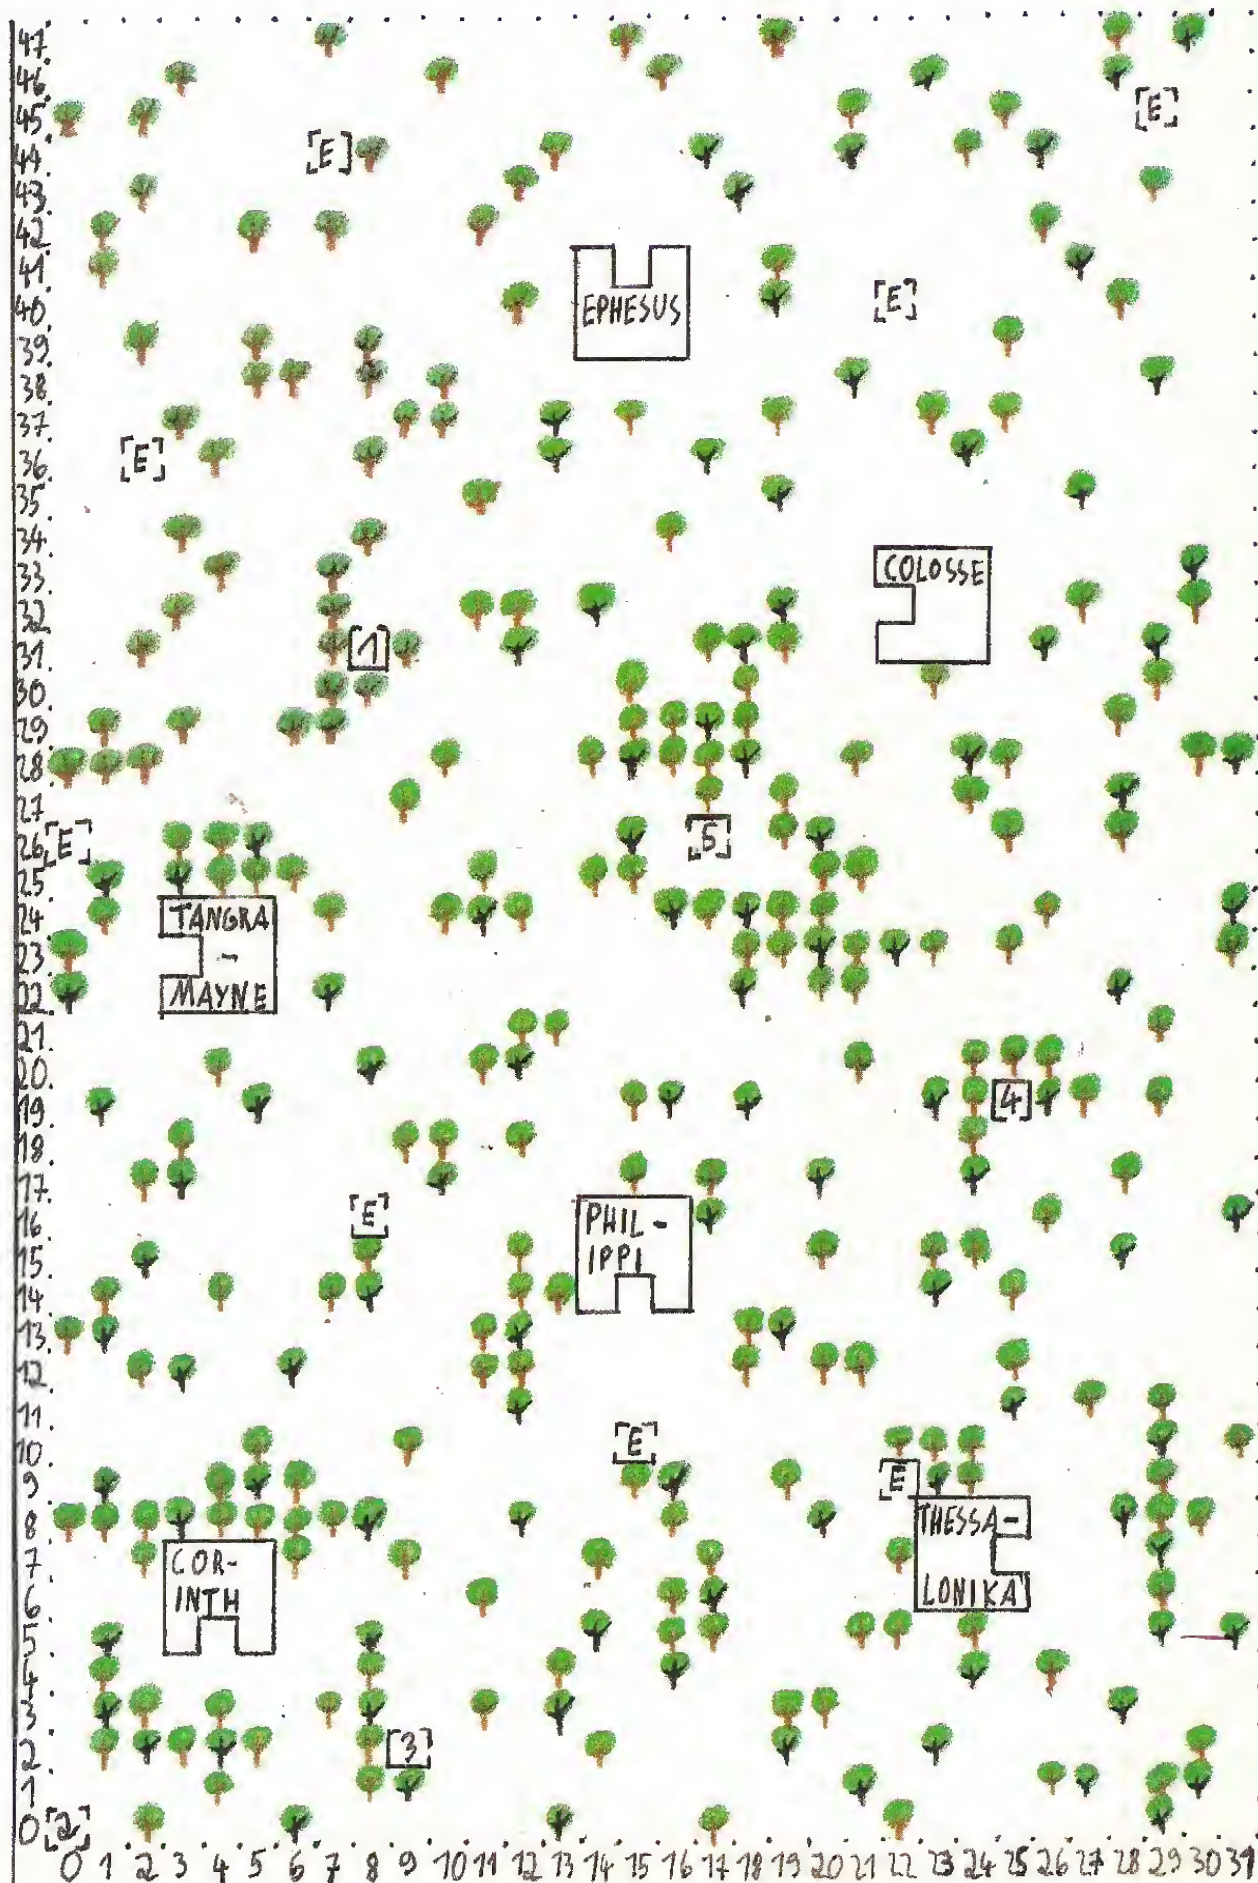 47.
46.
45.
[E]
[E]
44.
43.
42.
41.
[E]
40.
EPHESUS
39.
38.
37.
[E]
36.
35.
34.
33.
COLOSSE
32.
31.
[1]
30.
29.
28.
27.
26.
[E]
[5]
25.
24.
TANGRA
23.
-
22.
MAYNE
21.
20.
19.
[4]
18.
17.
16.
[E]
PHIL-
15.
IPPI
14.
13.
12.
11.
10.
[E]
9.
[E]
8.
THESSA-
7.
COR-
6.
INTH
LONIKA
5.
4.
3.
2.
[3]
1.
0
[2]
0 1 2 3 4 5 6 7 8 9 10 11 12 13 14 15 16 17 18 19 20 21 22 23 24 25 26 27 28 29 30 31